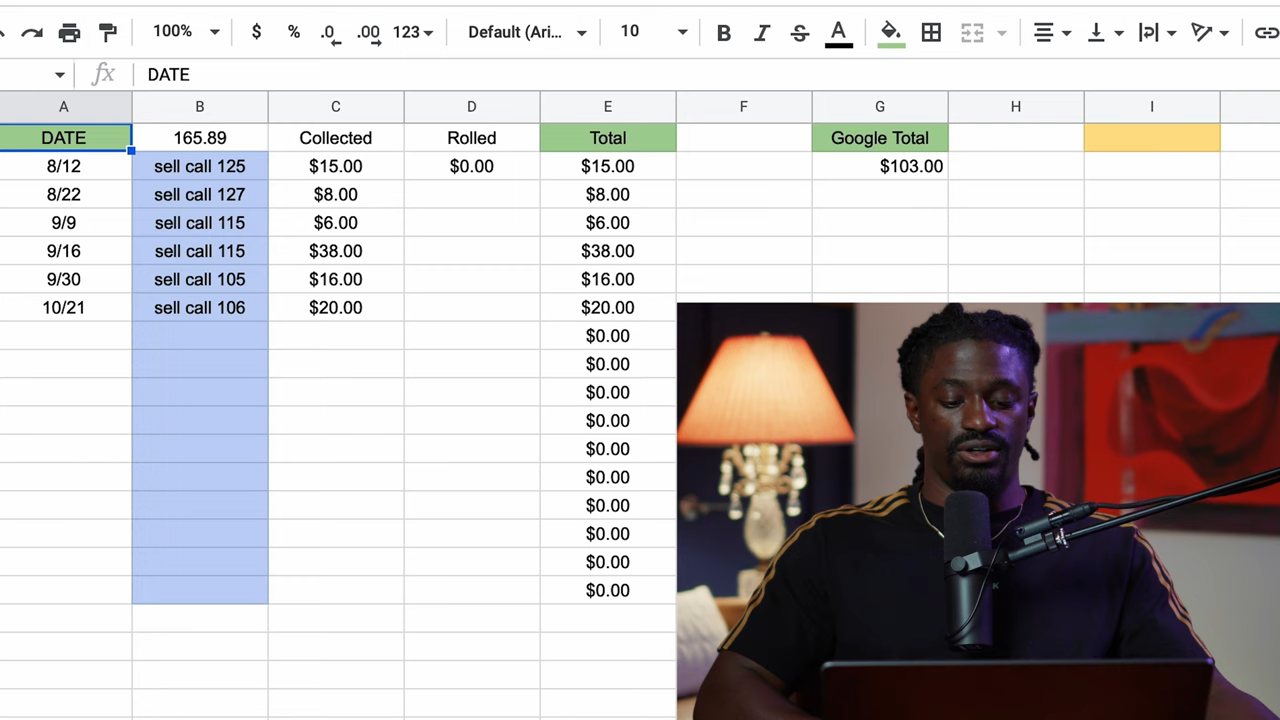 100% $ % .0 .00 123 Default (Ari... 10 B I S A
fx DATE
A B C D E F G H I
DATE 165.89 Collected Rolled Total Google Total
8/12 sell call 125 $15.00 $0.00 $15.00 $103.00
8/22 sell call 127 $8.00 $8.00
9/9 sell call 115 $6.00 $6.00
9/16 sell call 115 $38.00 $38.00
9/30 sell call 105 $16.00 $16.00
10/21 sell call 106 $20.00 $20.00
$0.00
$0.00
$0.00
$0.00
$0.00
$0.00
$0.00
$0.00
$0.00
$0.00